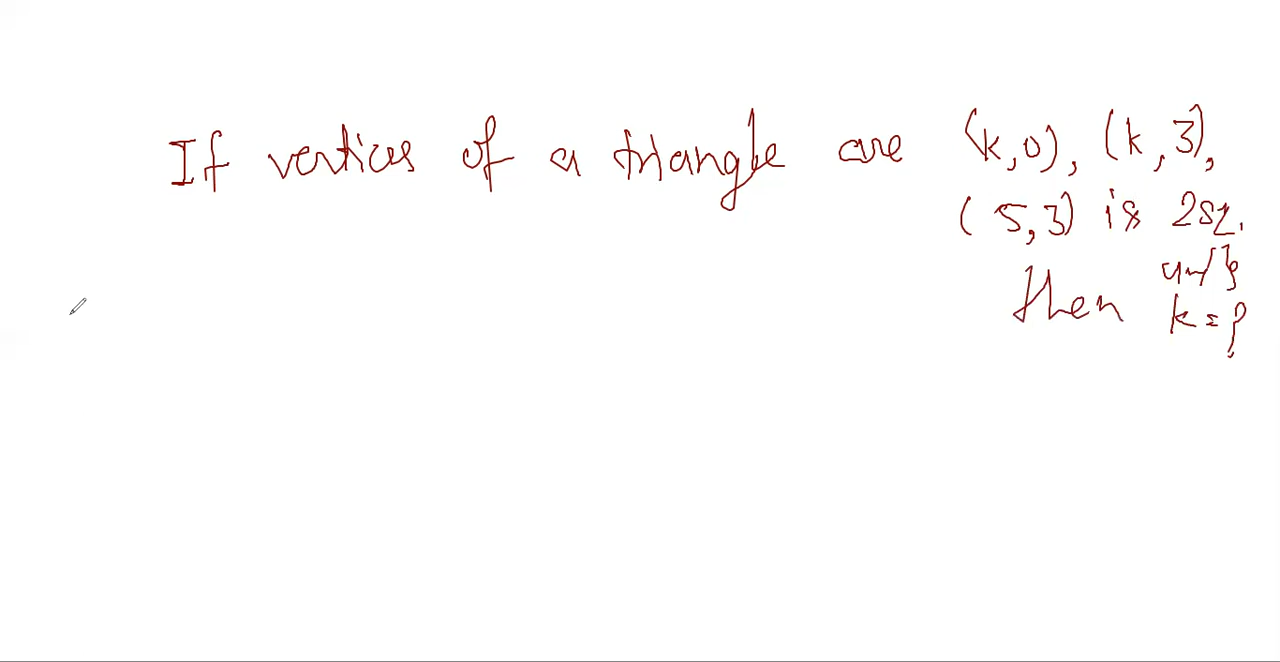 If vertices of a triangle are (k,0), (k,3),
(5,3) is 2sq.
units
then k=?